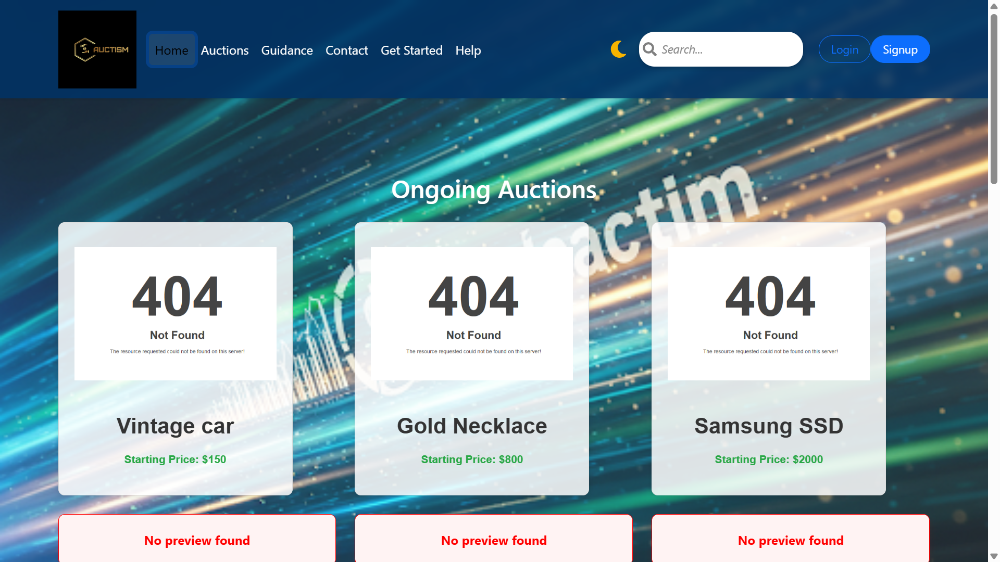 AUCTISM
Home
Auctions
Guidance
Contact
Get Started
Help
Search...
Login
Signup
Ongoing Auctions
actim
404
Not Found
The resource requested could not be found on this server!
Vintage car
Starting Price: $150
404
Not Found
The resource requested could not be found on this server!
Gold Necklace
Starting Price: $800
404
Not Found
The resource requested could not be found on this server!
Samsung SSD
Starting Price: $2000
No preview found
No preview found
No preview found